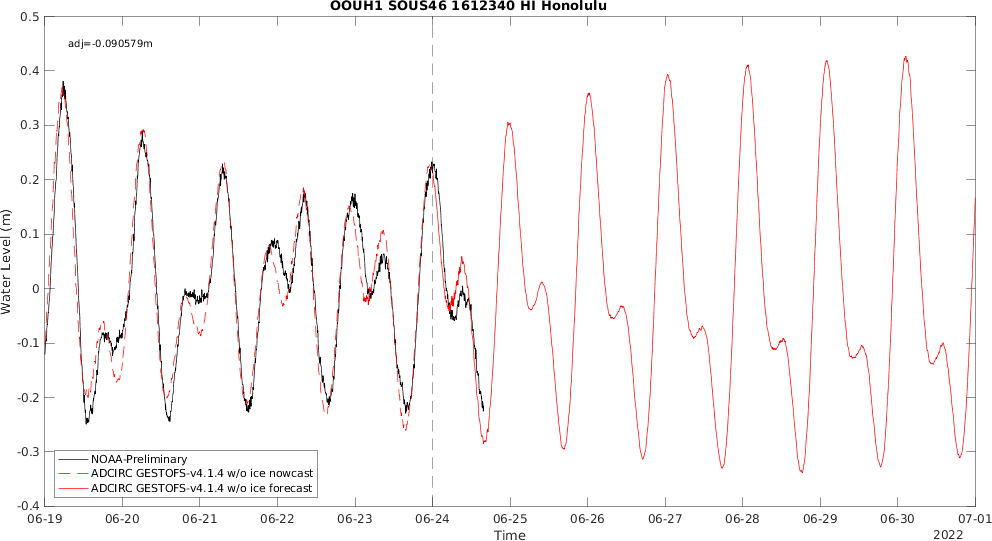 OOUH1 SOUS46 1612340 HI Honolulu
adj=-0.090579m
0.5
0.4
0.3
0.2
0.1
0
-0.1
-0.2
-0.3
-0.4
Water Level (m)
NOAA-Preliminary
ADCIRC GESTOFS-v4.1.4 w/o ice nowcast
ADCIRC GESTOFS-v4.1.4 w/o ice forecast
06-19 06-20 06-21 06-22 06-23 06-24 06-25 06-26 06-27 06-28 06-29 06-30 07-01
Time
2022